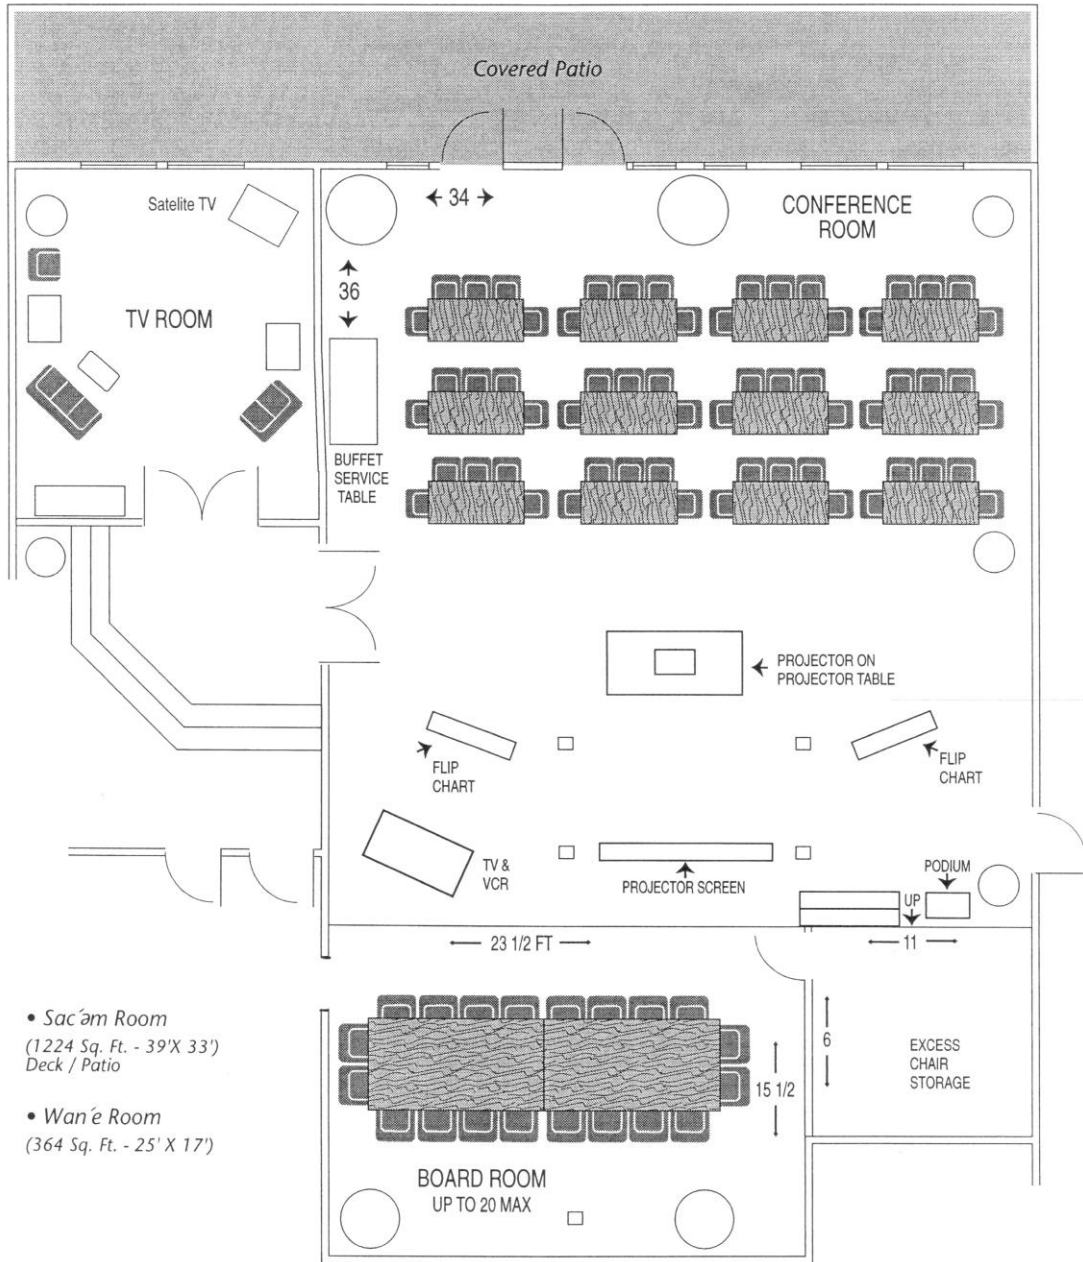 Covered Patio
Satelite TV
34
CONFERENCE
ROOM
36
TV ROOM
BUFFET
SERVICE
TABLE
PROJECTOR ON
PROJECTOR TABLE
FLIP
CHART
FLIP
CHART
TV &
VCR
PROJECTOR SCREEN
PODIUM
UP
23 1/2 FT
11
• Sac´əm Room
(1224 Sq. Ft. - 39'X 33')
Deck / Patio
6
EXCESS
CHAIR
STORAGE
15 1/2
• Wan´e Room
(364 Sq. Ft. - 25' X 17')
BOARD ROOM
UP TO 20 MAX